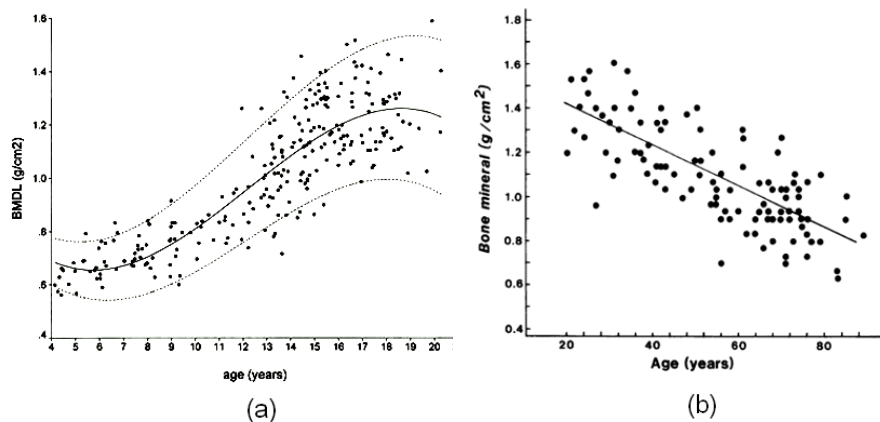 1.6
1.4
1.2
1.0
.8
.6
.4
BMDL (g/cm2)
4 5 6 7 8 9 10 11 12 13 14 15 16 17 18 19 20
age (years)
(a)
1.6
1.4
1.2
1.0
0.8
0.6
0.4
Bone mineral (g/cm²)
20 40 60 80
Age (years)
(b)